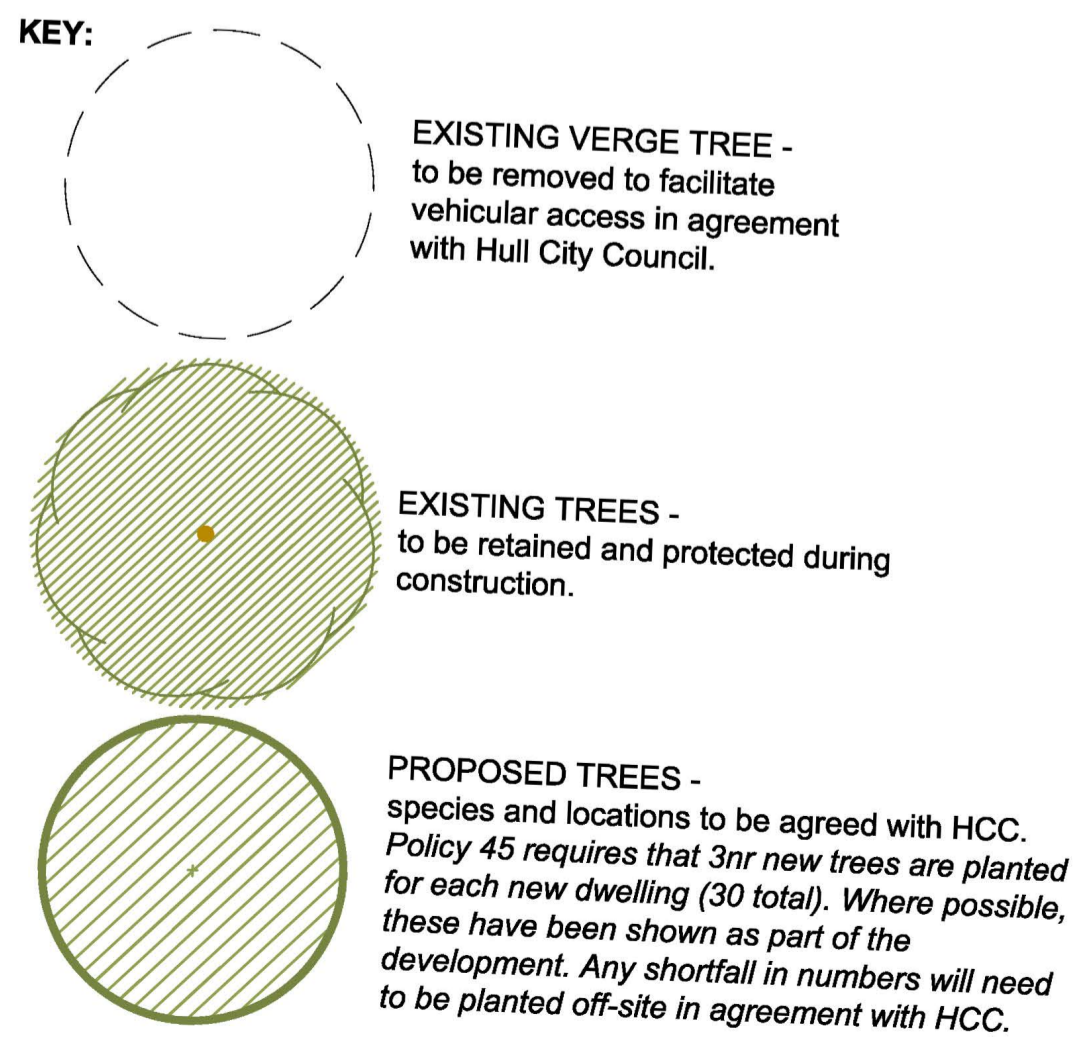 KEY:
EXISTING VERGE TREE -
to be removed to facilitate
vehicular access in agreement
with Hull City Council.
EXISTING TREES -
to be retained and protected during
construction.
PROPOSED TREES -
species and locations to be agreed with HCC.
Policy 45 requires that 3nr new trees are planted
for each new dwelling (30 total). Where possible,
these have been shown as part of the
development. Any shortfall in numbers will need
to be planted off-site in agreement with HCC.